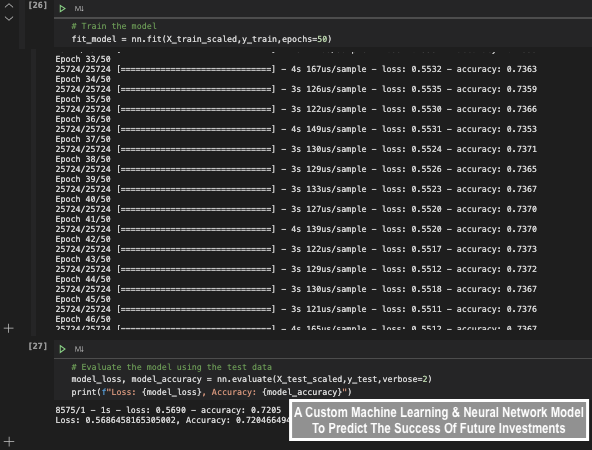 [26]
M↓
# Train the model
fit_model = nn.fit(X_train_scaled,y_train,epochs=50)
Epoch 33/50
25724/25724 [==============================] - 4s 167us/sample - loss: 0.5532 - accuracy: 0.7363
Epoch 34/50
25724/25724 [==============================] - 3s 126us/sample - loss: 0.5535 - accuracy: 0.7359
Epoch 35/50
25724/25724 [==============================] - 3s 122us/sample - loss: 0.5530 - accuracy: 0.7366
Epoch 36/50
25724/25724 [==============================] - 4s 149us/sample - loss: 0.5531 - accuracy: 0.7353
Epoch 37/50
25724/25724 [==============================] - 3s 130us/sample - loss: 0.5524 - accuracy: 0.7371
Epoch 38/50
25724/25724 [==============================] - 3s 129us/sample - loss: 0.5526 - accuracy: 0.7365
Epoch 39/50
25724/25724 [==============================] - 3s 133us/sample - loss: 0.5523 - accuracy: 0.7367
Epoch 40/50
25724/25724 [==============================] - 3s 127us/sample - loss: 0.5520 - accuracy: 0.7370
Epoch 41/50
25724/25724 [==============================] - 4s 139us/sample - loss: 0.5520 - accuracy: 0.7370
Epoch 42/50
25724/25724 [==============================] - 3s 122us/sample - loss: 0.5517 - accuracy: 0.7373
Epoch 43/50
25724/25724 [==============================] - 3s 129us/sample - loss: 0.5512 - accuracy: 0.7372
Epoch 44/50
25724/25724 [==============================] - 3s 130us/sample - loss: 0.5518 - accuracy: 0.7367
Epoch 45/50
25724/25724 [==============================] - 3s 121us/sample - loss: 0.5511 - accuracy: 0.7376
Epoch 46/50
25724/25724 [==============================] - 4s 165us/sample - loss: 0.5512 - accuracy: 0.7367
[27]
M↓
# Evaluate the model using the test data
model_loss, model_accuracy = nn.evaluate(X_test_scaled,y_test,verbose=2)
print(f"Loss: {model_loss}, Accuracy: {model_accuracy}")
8575/1 - 1s - loss: 0.5690 - accuracy: 0.7205
Loss: 0.5686458165305002, Accuracy: 0.720466494
A Custom Machine Learning & Neural Network Model
To Predict The Success Of Future Investments